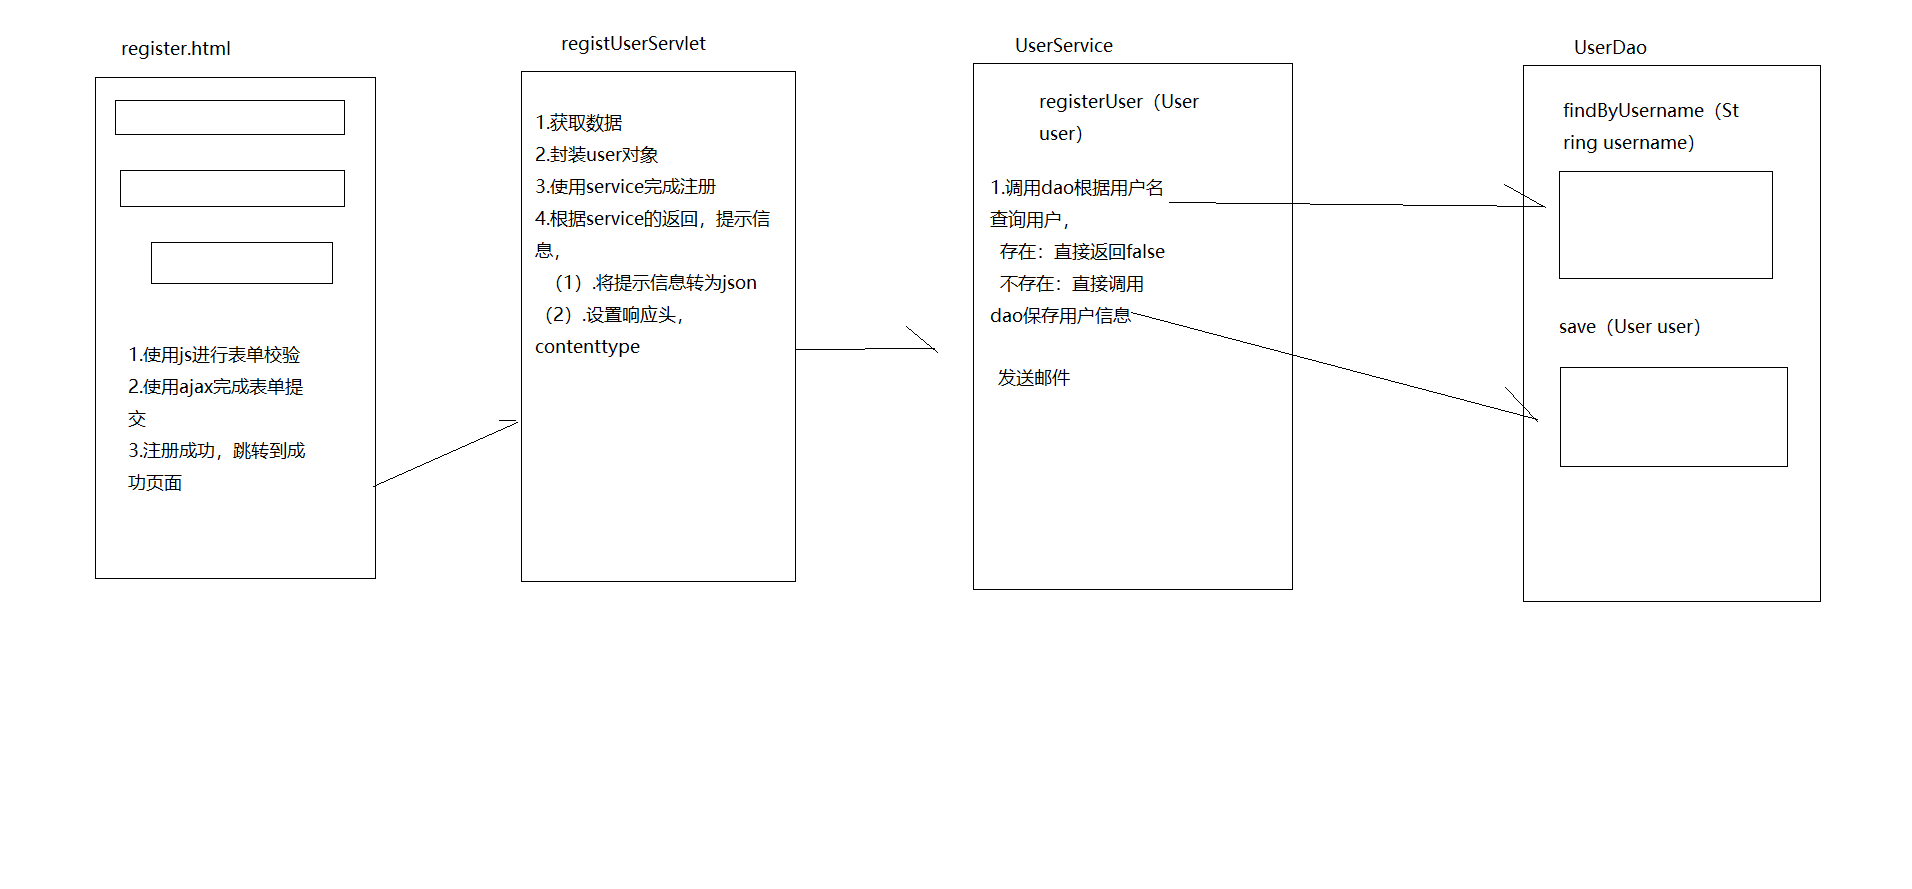 register.html
1.使用js进行表单校验
2.使用ajax完成表单提
交
3.注册成功，跳转到成
功页面
registUserServlet
1.获取数据
2.封装user对象
3.使用service完成注册
4.根据service的返回，提示信
息，
（1）.将提示信息转为json
（2）.设置响应头，
contenttype
UserService
registerUser（User
user）
1.调用dao根据用户名
查询用户，
存在：直接返回false
不存在：直接调用
dao保存用户信息
发送邮件
UserDao
findByUsername（St
ring username）
save（User user）